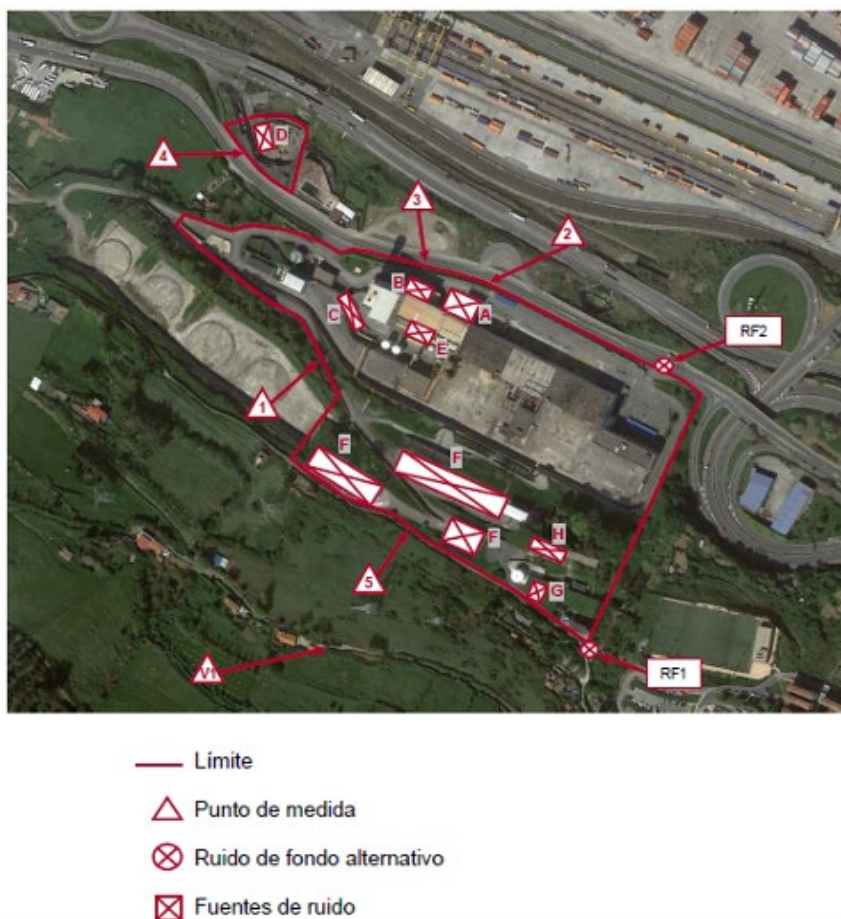 D
4
3
2
B
A
C
E
RF2
1
F
F
H
F
G
5
V1
RF1
Límite
Punto de medida
Ruido de fondo alternativo
Fuentes de ruido